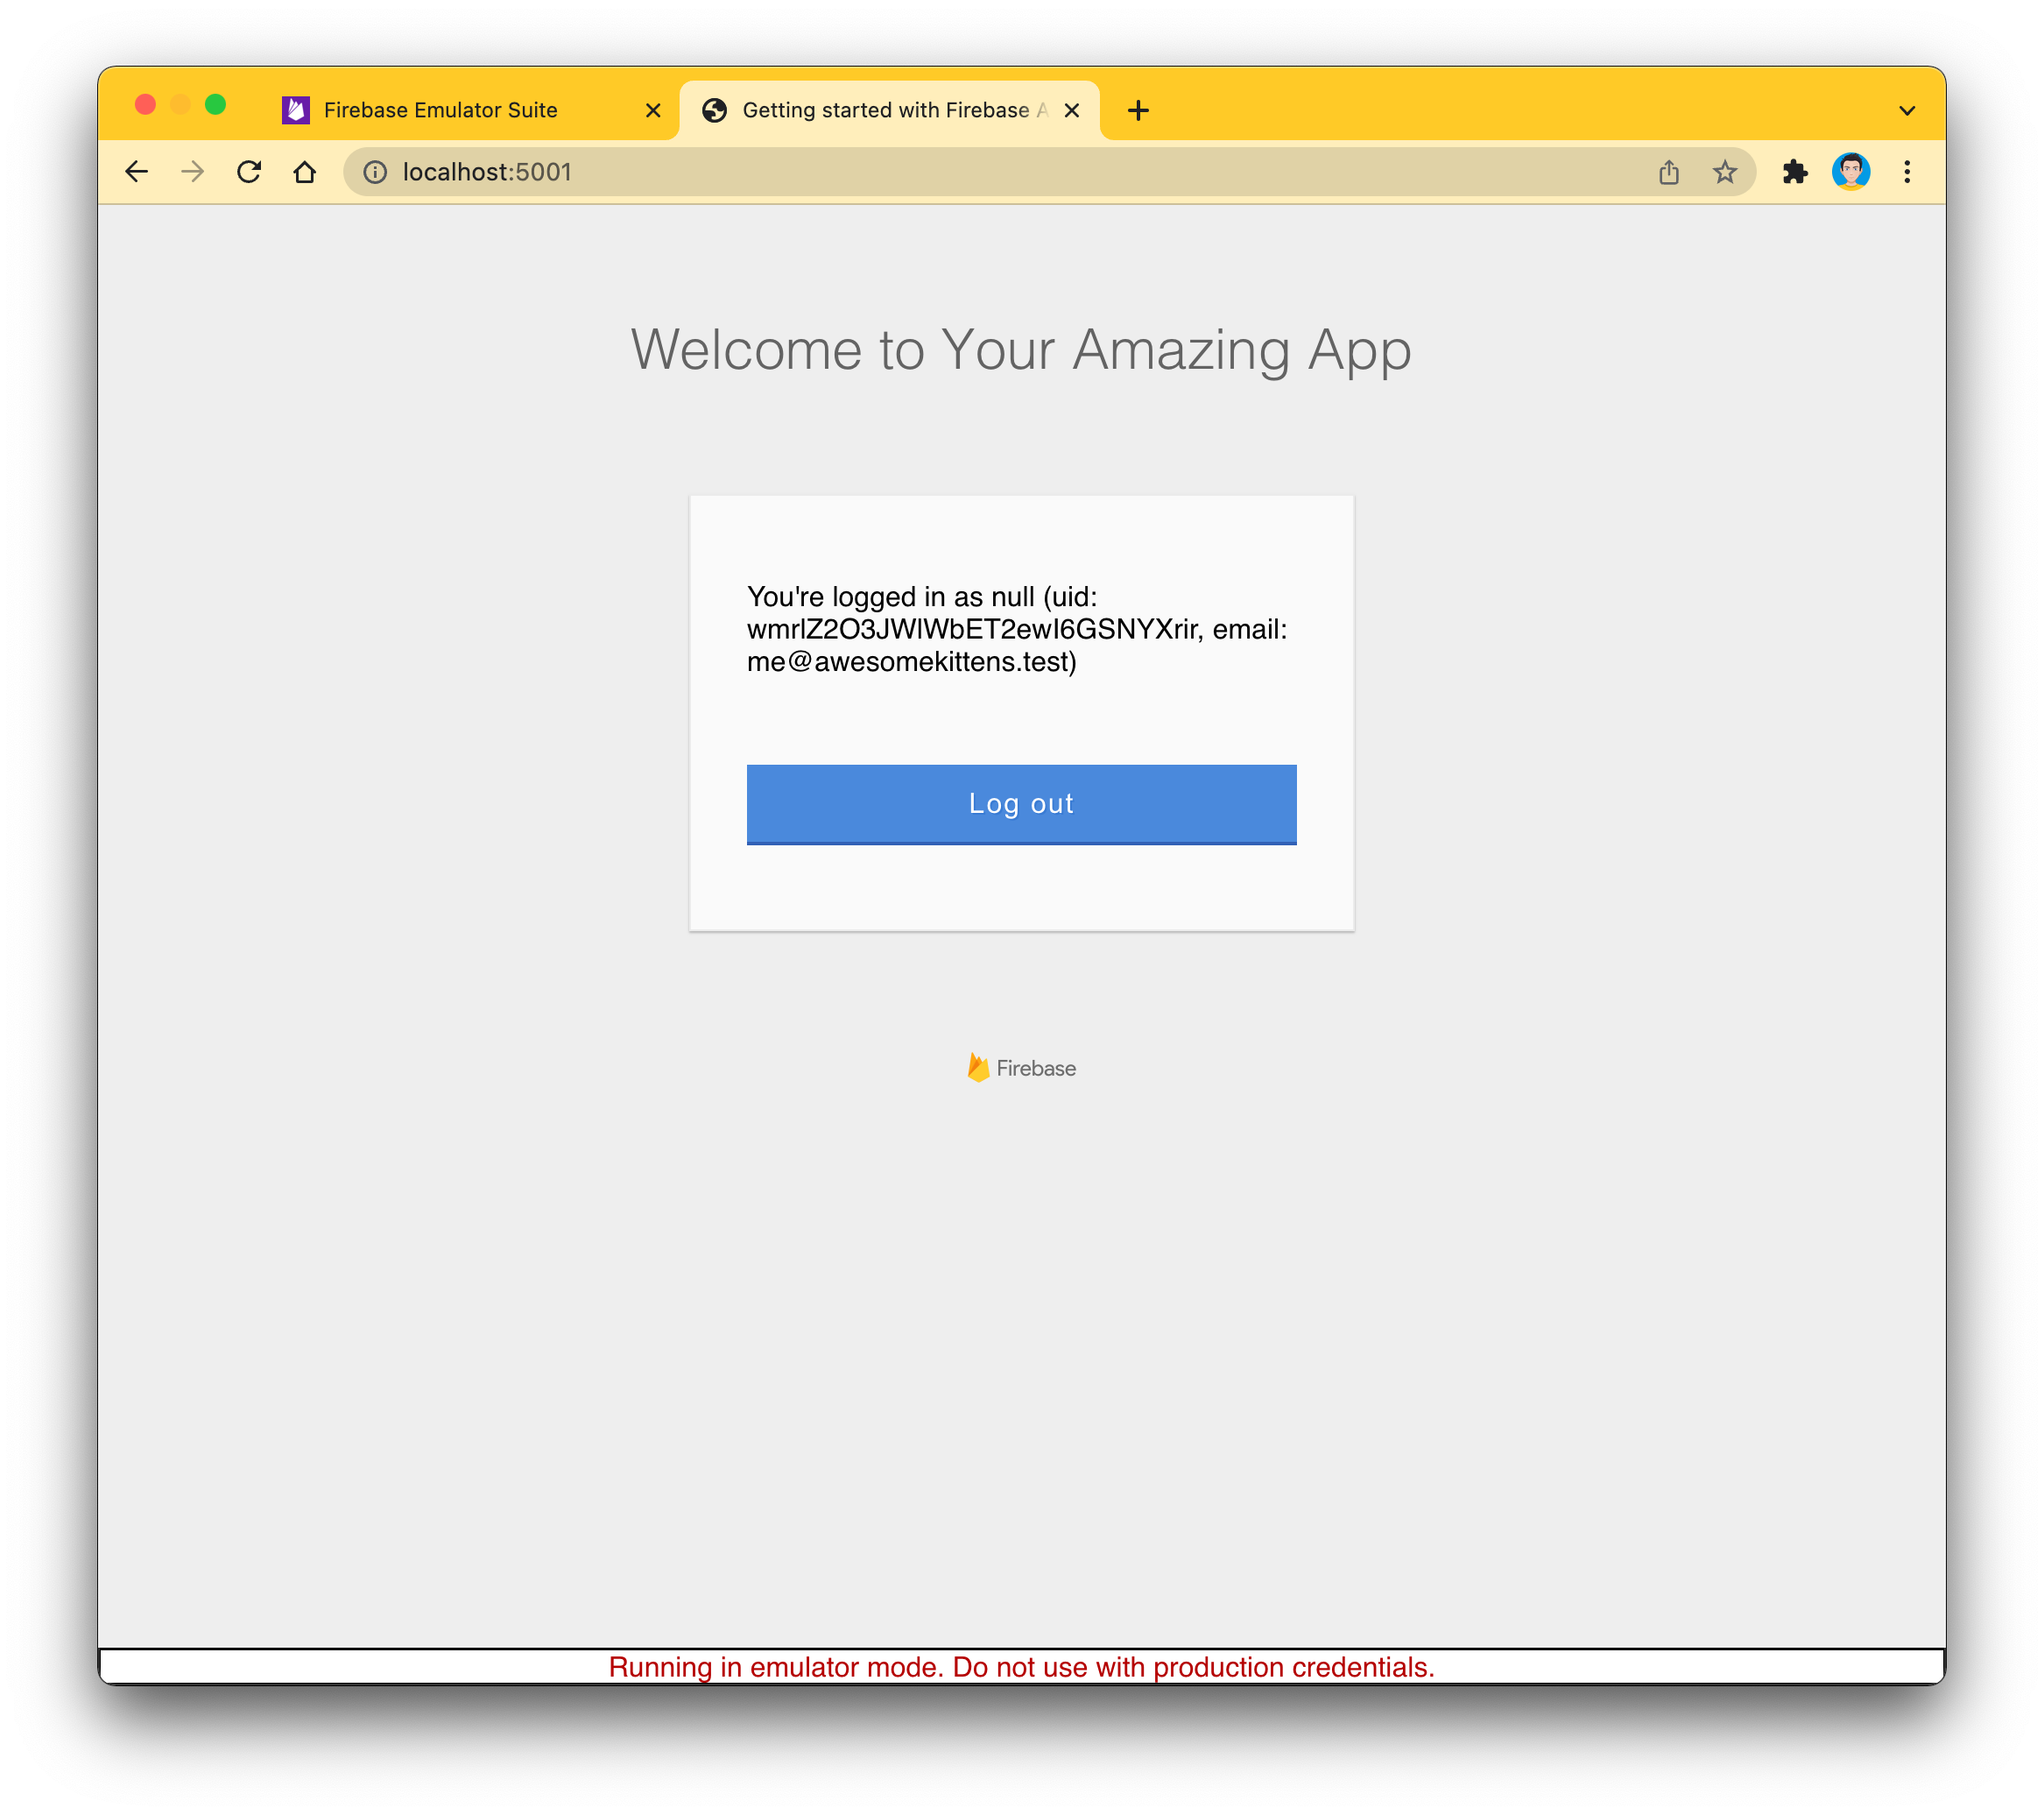 Firebase Emulator Suite
Getting started with Firebase A
localhost:5001
Welcome to Your Amazing App
You're logged in as null (uid:
wmrlZ2O3JWlWbET2ewI6GSNYXrir, email:
me@awesomekittens.test)
Log out
Firebase
Running in emulator mode. Do not use with production credentials.